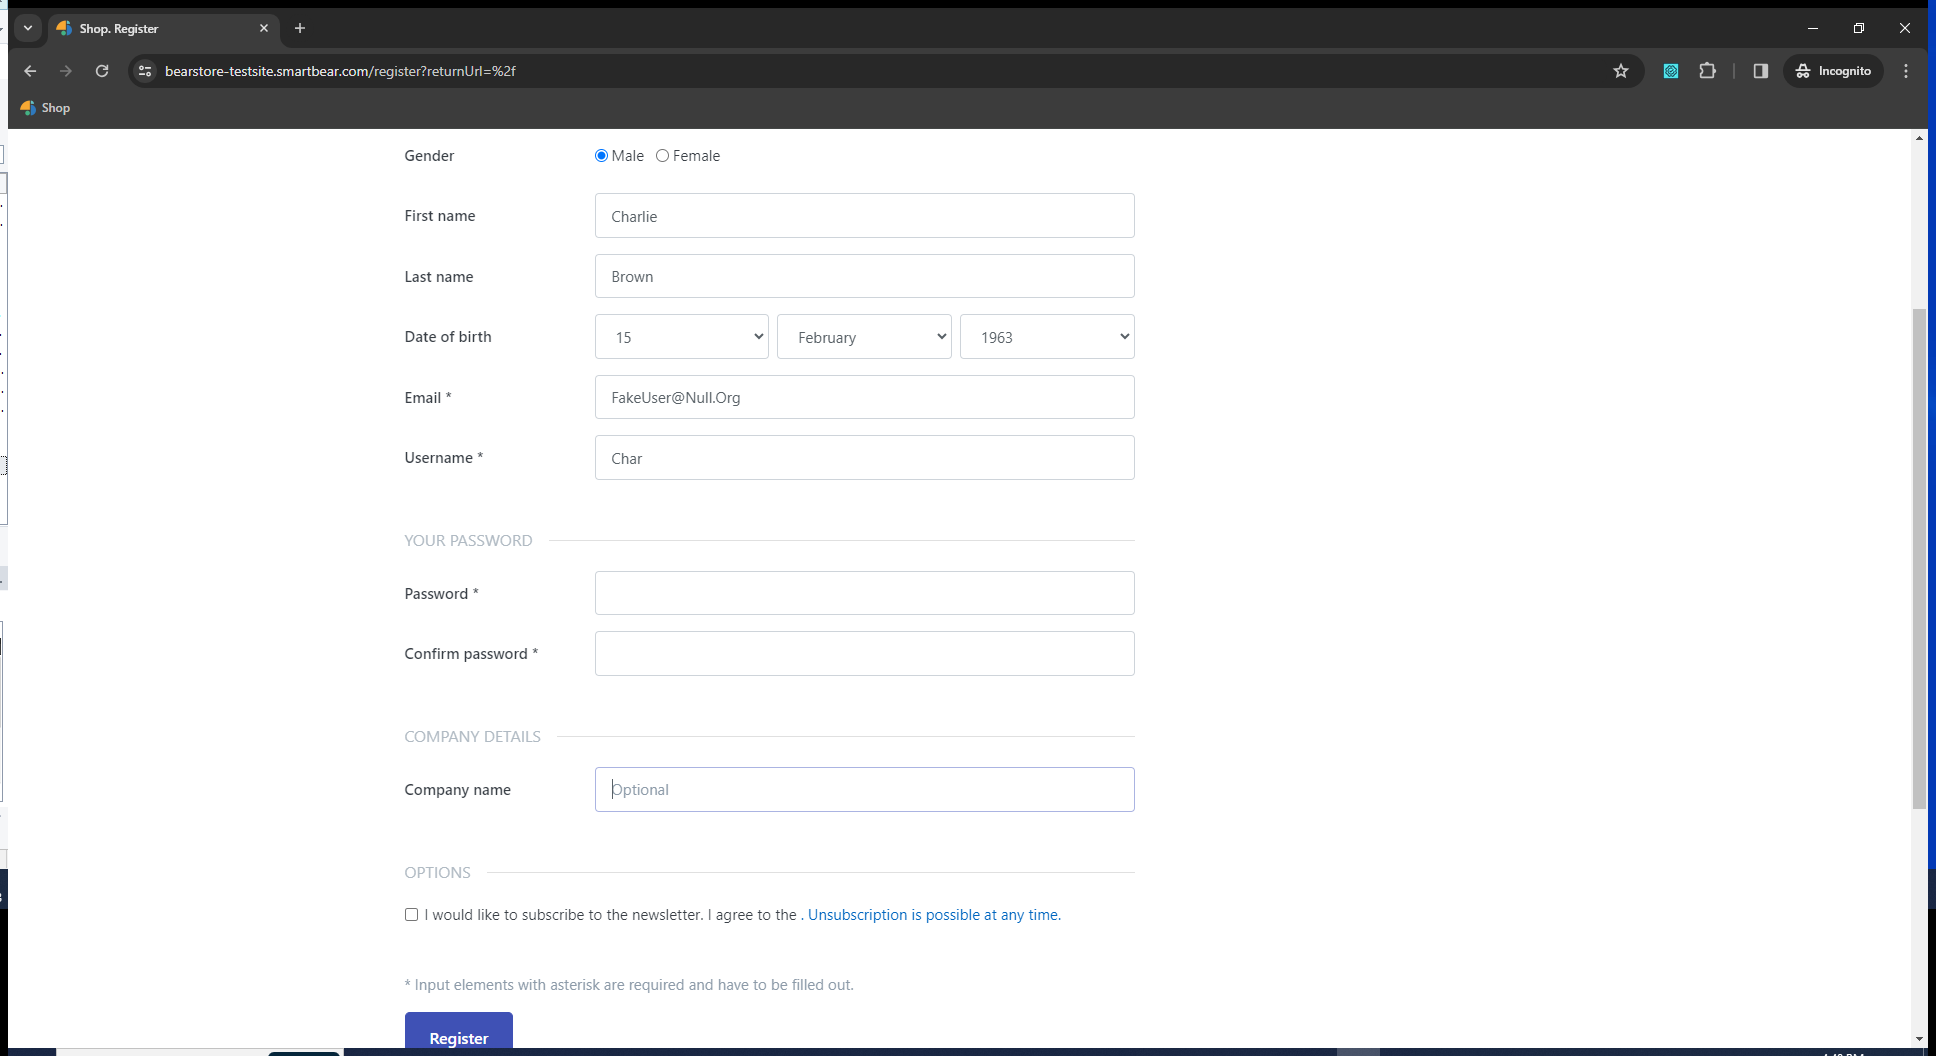 Shop. Register
bearstore-testsite.smartbear.com/register?returnUrl=%2f
Incognito
Shop
Gender Male Female
First name Charlie
Last name Brown
Date of birth 15 February 1963
Email * FakeUser@Null.Org
Username * Char
YOUR PASSWORD
Password *
Confirm password *
COMPANY DETAILS
Company name Optional
OPTIONS
I would like to subscribe to the newsletter. I agree to the . Unsubscription is possible at any time.
* Input elements with asterisk are required and have to be filled out.
Register